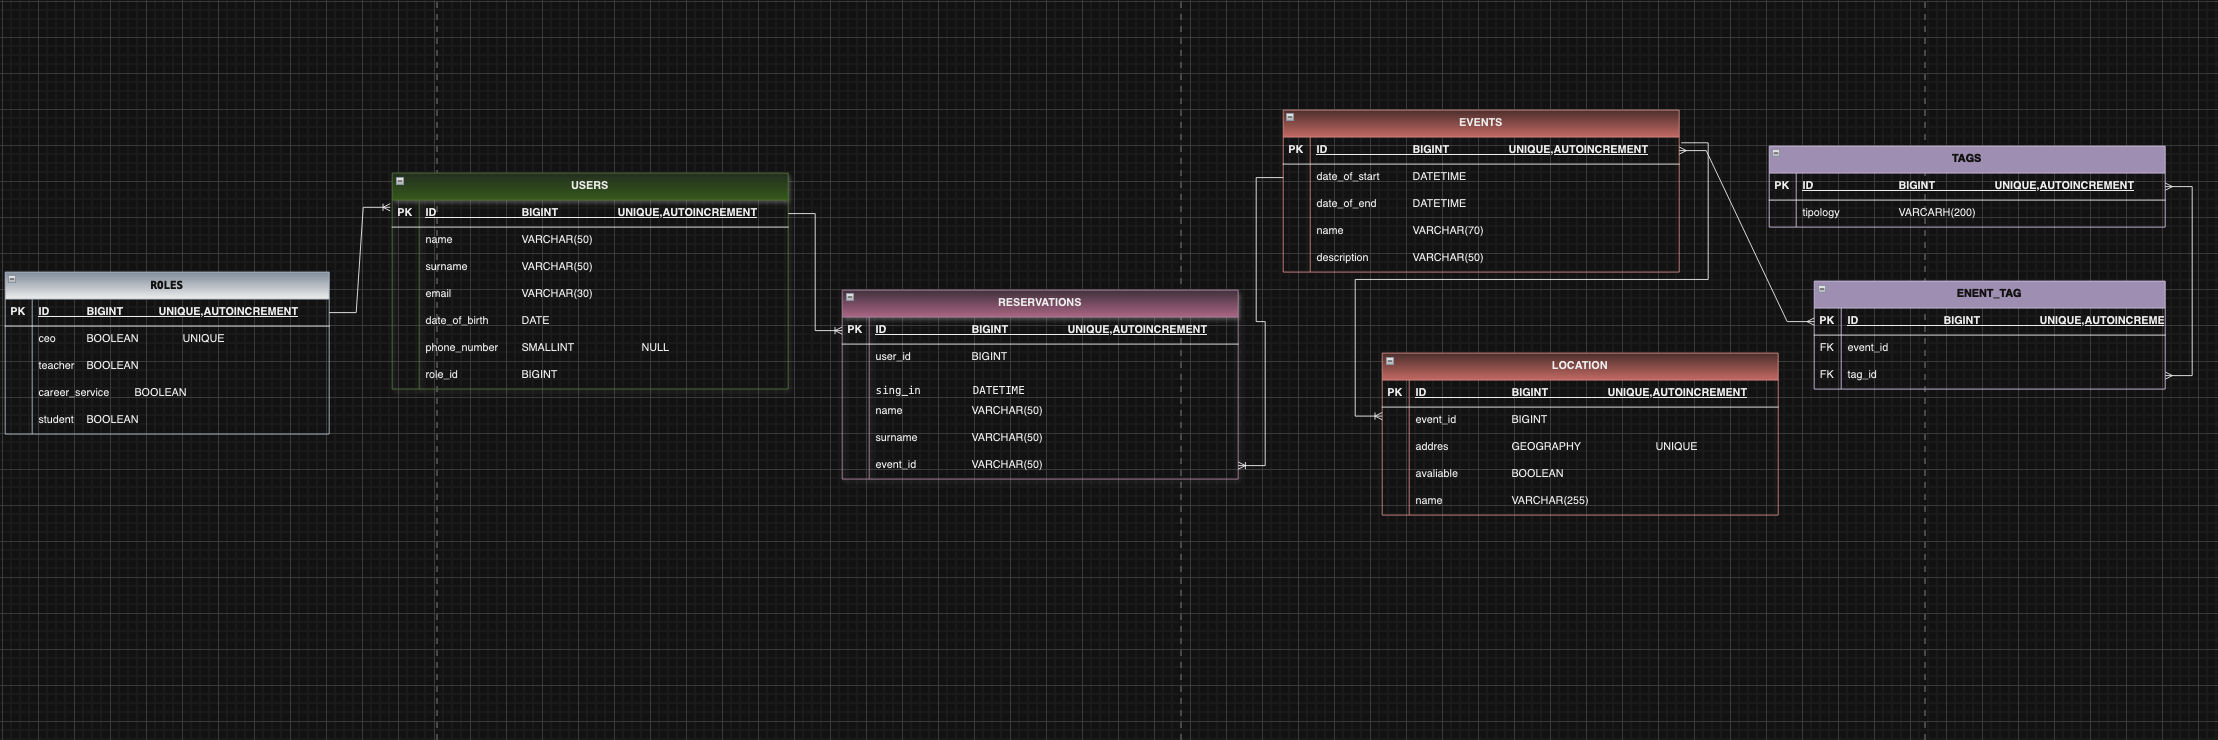 ROLES
PK ID BIGINT UNIQUE,AUTOINCREMENT
ceo BOOLEAN UNIQUE
teacher BOOLEAN
career_service BOOLEAN
student BOOLEAN
USERS
PK ID BIGINT UNIQUE,AUTOINCREMENT
name VARCHAR(50)
surname VARCHAR(50)
email VARCHAR(30)
date_of_birth DATE
phone_number SMALLINT NULL
role_id BIGINT
RESERVATIONS
PK ID BIGINT UNIQUE,AUTOINCREMENT
user_id BIGINT
sing_in DATETIME
name VARCHAR(50)
surname VARCHAR(50)
event_id VARCHAR(50)
EVENTS
PK ID BIGINT UNIQUE,AUTOINCREMENT
date_of_start DATETIME
date_of_end DATETIME
name VARCHAR(70)
description VARCHAR(50)
LOCATION
PK ID BIGINT UNIQUE,AUTOINCREMENT
event_id BIGINT
addres GEOGRAPHY UNIQUE
avaliable BOOLEAN
name VARCHAR(255)
TAGS
PK ID BIGINT UNIQUE,AUTOINCREMENT
tipology VARCARH(200)
ENENT_TAG
PK ID BIGINT UNIQUE,AUTOINCREME
FK event_id
FK tag_id